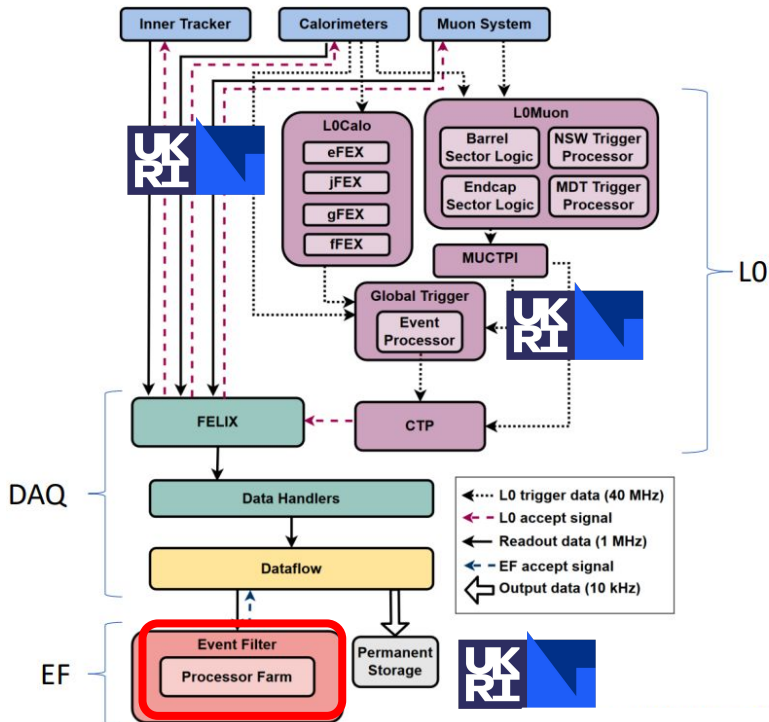 Inner Tracker
Calorimeters
Muon System
L0Calo
eFEX
jFEX
gFEX
fFEX
L0Muon
Barrel
Sector Logic
NSW Trigger
Processor
Endcap
Sector Logic
MDT Trigger
Processor
UK
RI
MUCTPI
L0
Global Trigger
Event
Processor
UK
RI
FELIX
CTP
DAQ
Data Handlers
Dataflow
L0 trigger data (40 MHz)
L0 accept signal
Readout data (1 MHz)
EF accept signal
Output data (10 kHz)
EF
Event Filter
Processor Farm
Permanent
Storage
UK
RI